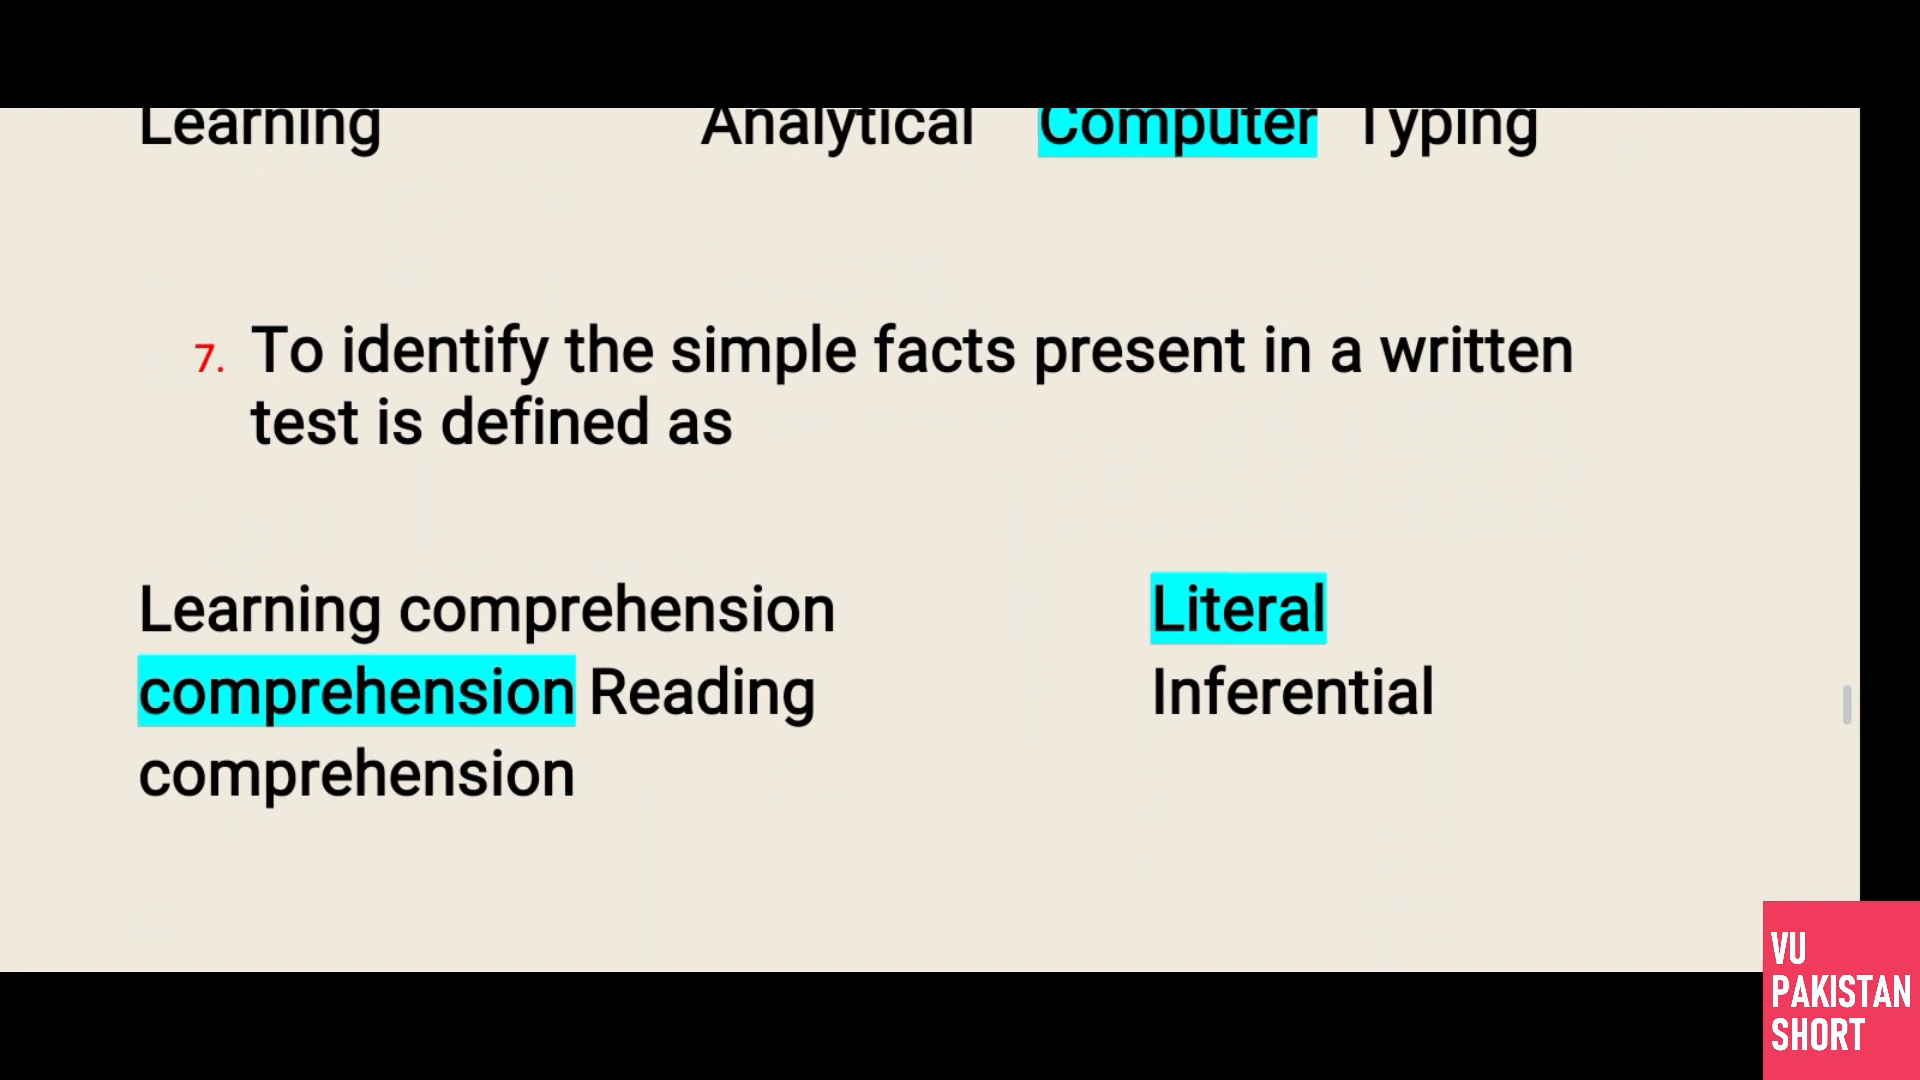 Learning Analytical Computer Typing
7. To identify the simple facts present in a written
test is defined as
Learning comprehension Literal
comprehension Reading Inferential
comprehension
VU
PAKISTAN
SHORT